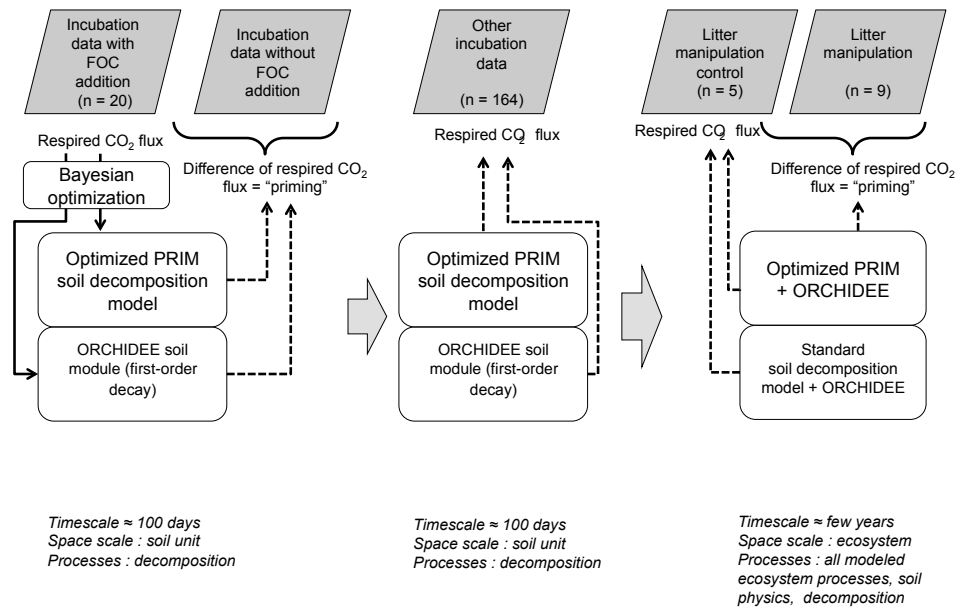 Incubation
data with
FOC
addition
(n = 20)
Incubation
data without
FOC
addition
Other
incubation
data
(n = 164)
Litter
manipulation
control
(n = 5)
Litter
manipulation
(n = 9)
Respired CO2 flux
Bayesian
optimization
Difference of respired CO2
flux = “priming”
Optimized PRIM
soil decomposition
model
ORCHIDEE soil
module (first-order
decay)
Respired CO2 flux
Optimized PRIM
soil decomposition
model
ORCHIDEE soil
module (first-order
decay)
Respired CO2 flux
Difference of respired CO2
flux = “priming”
Optimized PRIM
+ ORCHIDEE
Standard
soil decomposition
model + ORCHIDEE
Timescale ≈ 100 days
Space scale : soil unit
Processes : decomposition
Timescale ≈ 100 days
Space scale : soil unit
Processes : decomposition
Timescale ≈ few years
Space scale : ecosystem
Processes : all modeled
ecosystem processes, soil
physics, decomposition